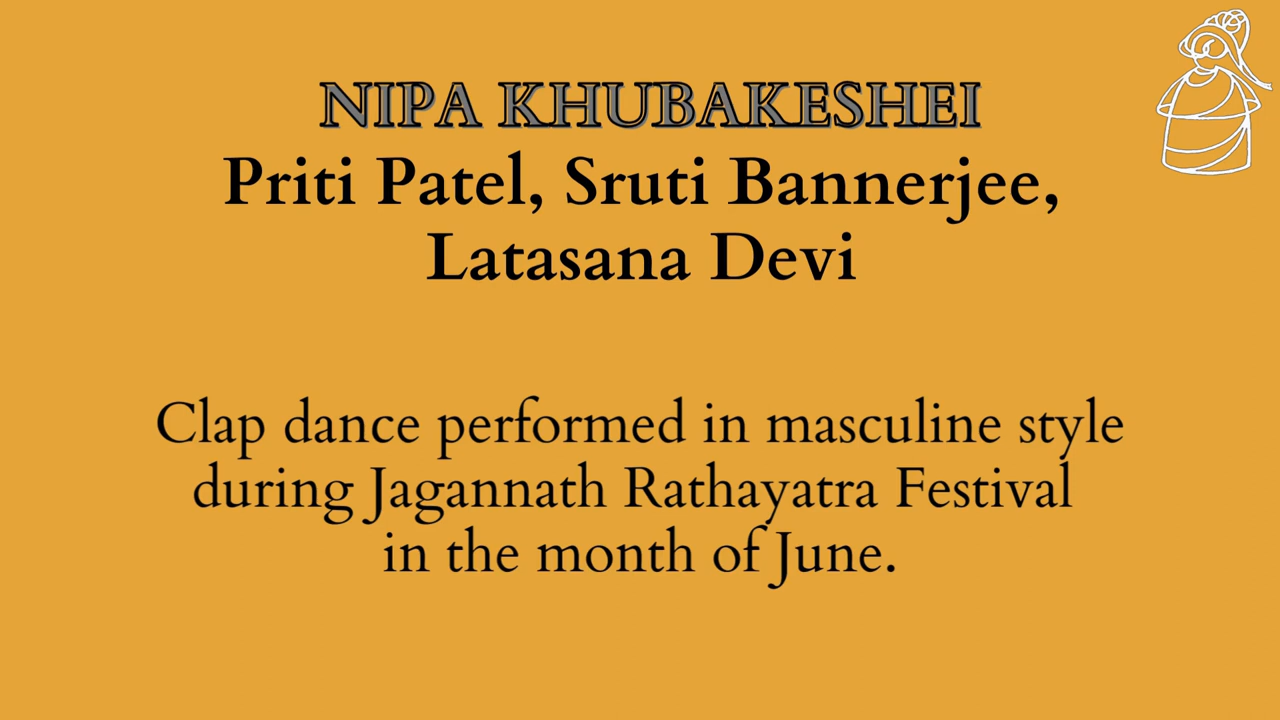 NIPA KHUBAKESHEI
Priti Patel, Sruti Bannerjee,
Latasana Devi
Clap dance performed in masculine style
during Jagannath Rathayatra Festival
in the month of June.